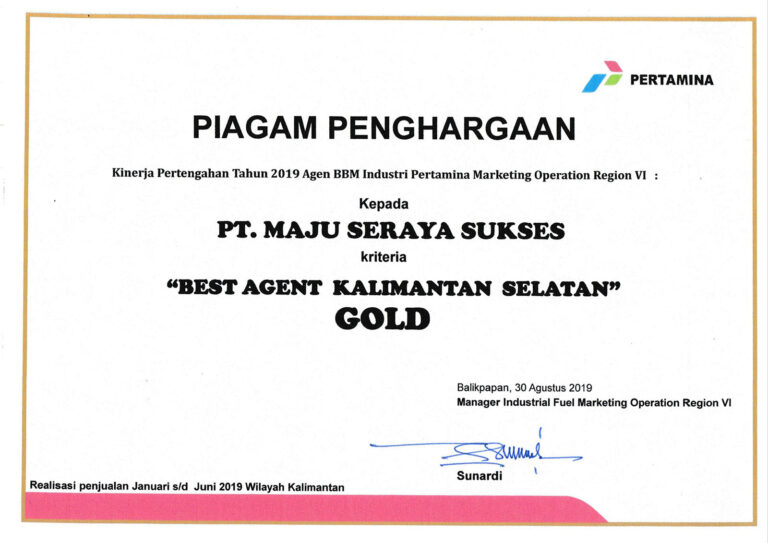 PERTAMINA
PIAGAM PENGHARGAAN
Kinerja Pertengahan Tahun 2019 Agen BBM Industri Pertamina Marketing Operation Region VI :
Kepada
PT. MAJU SERAYA SUKSES
kriteria
“BEST AGENT KALIMANTAN SELATAN”
GOLD
Balikpapan, 30 Agustus 2019
Manager Industrial Fuel Marketing Operation Region VI
Sunardi
Realisasi penjualan Januari s/d Juni 2019 Wilayah Kalimantan